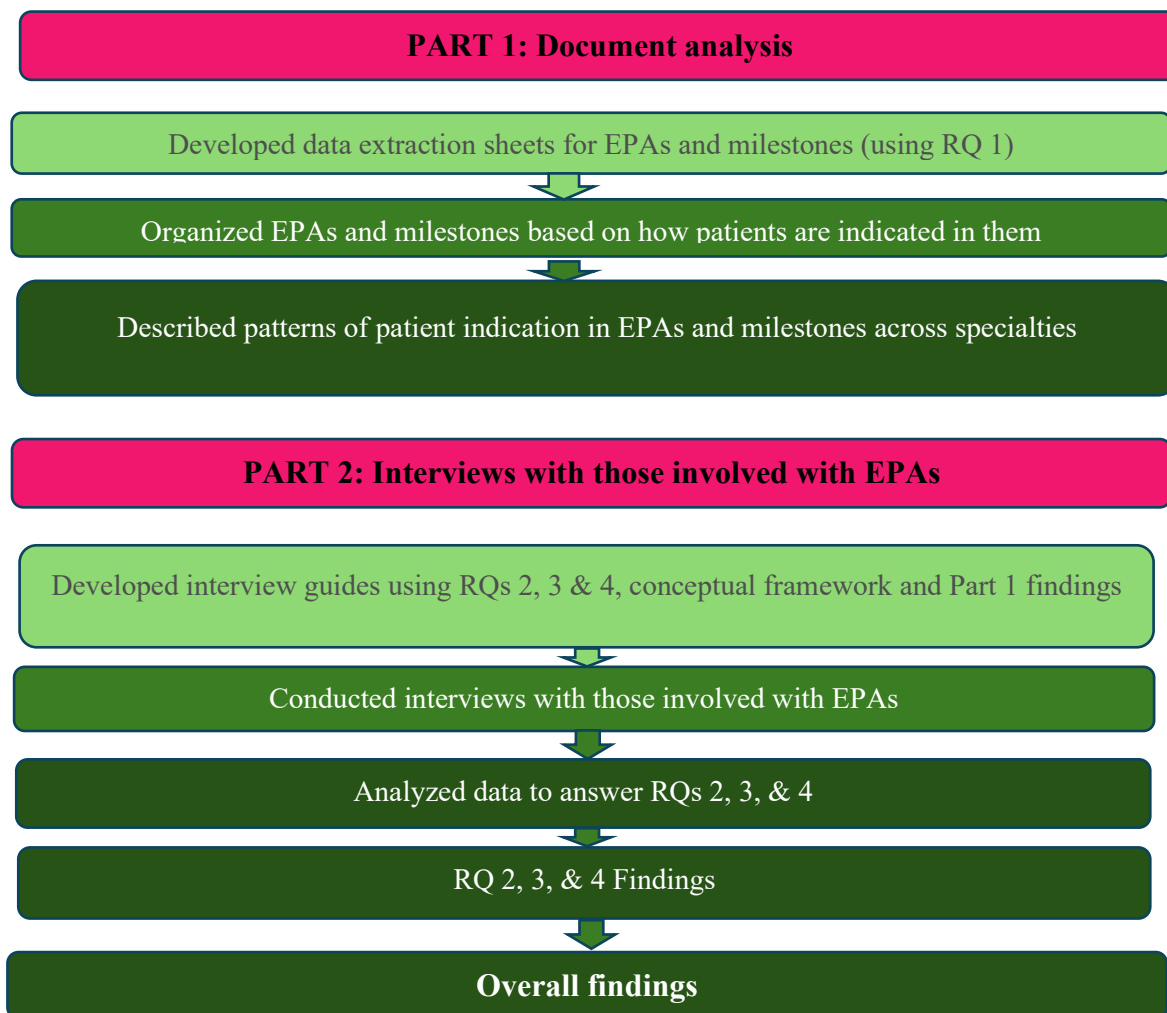 PART 1: Document analysis
Developed data extraction sheets for EPAs and milestones (using RQ 1)
Organized EPAs and milestones based on how patients are indicated in them
Described patterns of patient indication in EPAs and milestones across specialties
PART 2: Interviews with those involved with EPAs
Developed interview guides using RQs 2, 3 & 4, conceptual framework and Part 1 findings
Conducted interviews with those involved with EPAs
Analyzed data to answer RQs 2, 3, & 4
RQ 2, 3, & 4 Findings
Overall findings